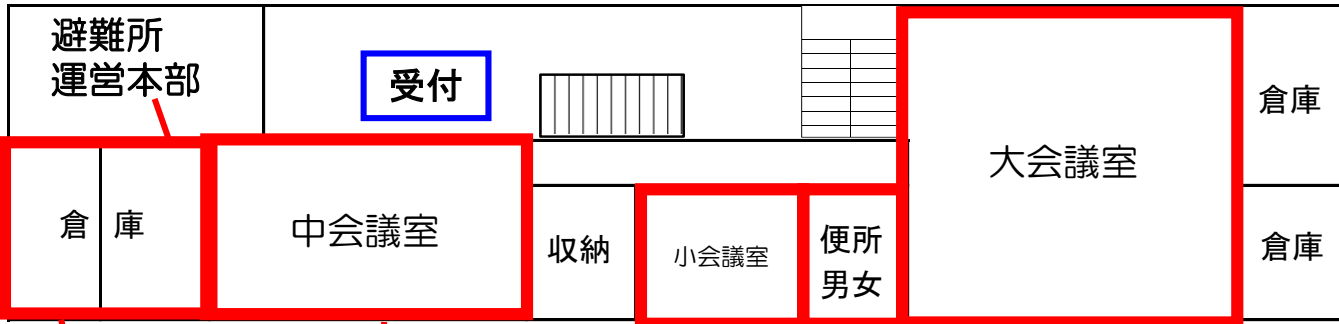 避難所
運営本部
受付
倉庫
大会議室
倉 庫
中会議室
収納
小会議室
便所
男女
倉庫